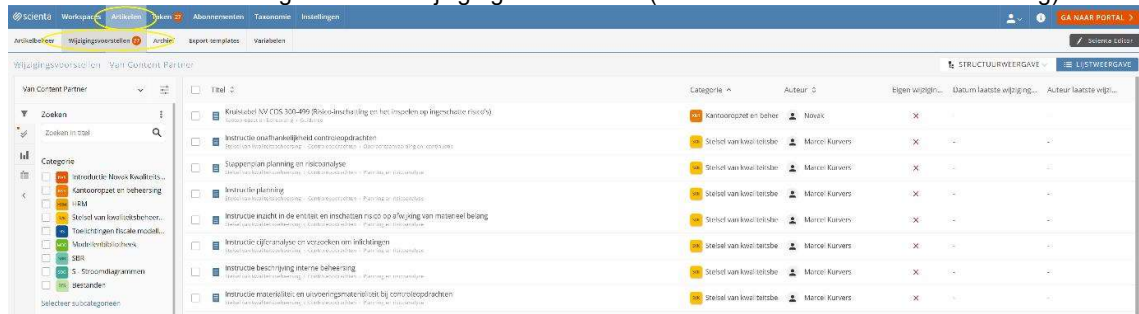 scienta Workspaces Artikelen Taken 27 Abonnementen Taxonomie Instellingen GA NAAR PORTAL
Artikelbeheer Wijzigingsvoorstellen 27 Archief Export templates Variabelen Scienta Editor
Wijzigingsvoorstellen Van Content Partner STRUCTUURWEERGAVE LIJSTWEERGAVE
Van Content Partner
Titel Categorie Auteur Eigen wijzigin... Datum laatste wijziging... Auteur laatste wijzi...
Zoeken
Zoeken in titel
Categorie
Introductie Novak Kwaliteits...
Kantooropzet en beheersing
HRM
Stelsel van kwaliteitsbeheer...
Toelichtingen fiscale modell...
Modellenbibliotheek
SBR
S - Stroomdiagrammen
Bestanden
Selecteer subcategorieën
Kruistabel NV COS 300-499 (Risico-inschatting en het inspelen op ingeschatte risico's) Kantooropzet en beheer Novak
Instructie onafhankelijkheid controleopdrachten Stelsel van kwaliteitsbe Marcel Kurvers - -
Stappenplan planning en risicoanalyse Stelsel van kwaliteitsbe Marcel Kurvers - -
Instructie planning Stelsel van kwaliteitsbe Marcel Kurvers - -
Instructie inzicht in de entiteit en inschatten risico op afwijking van materieel belang Stelsel van kwaliteitsbe Marcel Kurvers - -
Instructie cijferanalyse en verzoeken om inlichtingen Stelsel van kwaliteitsbe Marcel Kurvers - -
Instructie beschrijving interne beheersing Stelsel van kwaliteitsbe Marcel Kurvers - -
Instructie materialiteit en uitvoeringsmaterialiteit bij controleopdrachten Stelsel van kwaliteitsbe Marcel Kurvers - -